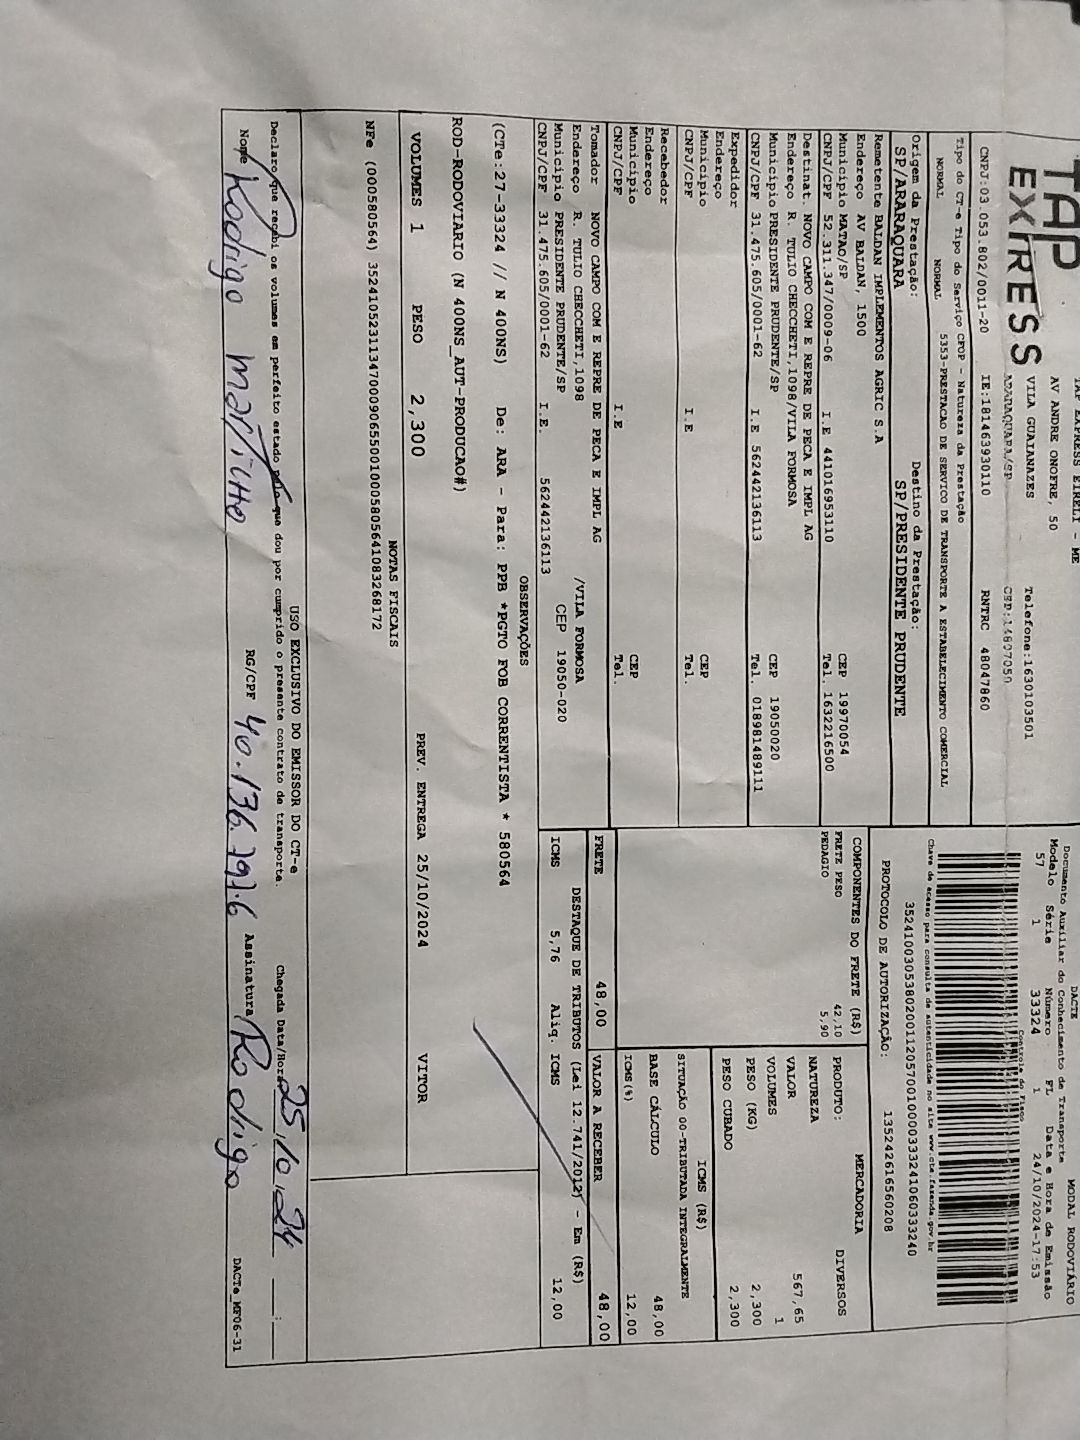 TAP
EXPRESS
TAP EXPRESS EIRELI - ME
AV ANDRE ONOFRE, 50
VILA GUAIANAZES Telefone:1630103501
ARARAQUARA/SP CEP:14807050
CNPJ:03.053.802/0011-20 IE:181463930110 RNTRC 48047860
DACTE MODAL RODOVIÁRIO
Documento Auxiliar do Conhecimento de Transporte
Modelo Série Número FL Data e Hora de Emissão
57 1 33324 1 24/10/2024-17:53
Controle do Fisco
Chave de acesso para consulta de autenticidade no site www.cte.fazenda.gov.br
35241003053802001120570010000333241060333240
PROTOCOLO DE AUTORIZAÇÃO: 135242616560208
Tipo do CT-e Tipo do Serviço CFOP - Natureza da Prestação
NORMAL NORMAL 5353-PRESTACAO DE SERVICO DE TRANSPORTE A ESTABELECIMENTO COMERCIAL
Origem da Prestação: Destino da Prestação:
SP/ARARAQUARA SP/PRESIDENTE PRUDENTE
Remetente BALDAN IMPLEMENTOS AGRIC S.A
Endereço AV BALDAN, 1500
Município MATAO/SP CEP 19970054
CNPJ/CPF 52.311.347/0009-06 I.E 441016953110 Tel. 1632216500
Destinat. NOVO CAMPO COM E REPRE DE PECA E IMPL AG
Endereço R. TULIO CHECCHETI,1098/VILA FORMOSA
Município PRESIDENTE PRUDENTE/SP CEP 19050020
CNPJ/CPF 31.475.605/0001-62 I.E 562442136113 Tel. 018981489111
Expedidor
Endereço
Município CEP
CNPJ/CPF I.E Tel.
Recebedor
Endereço
Município CEP
CNPJ/CPF I.E Tel.
Tomador NOVO CAMPO COM E REPRE DE PECA E IMPL AG
Endereço R. TULIO CHECCHETI,1098 /VILA FORMOSA
Município PRESIDENTE PRUDENTE/SP CEP 19050-020
CNPJ/CPF 31.475.605/0001-62 I.E. 562442136113
COMPONENTES DO FRETE (R$)
FRETE PESO 42,10
PEDAGIO 5,90
MERCADORIA
PRODUTO: DIVERSOS
NATUREZA
VALOR 567,65
VOLUMES 1
PESO (KG) 2,300
PESO CUBADO 2,300
ICMS (R$)
SITUAÇÃO 00-TRIBUTADA INTEGRALMENTE
BASE CÁLCULO 48,00
ICMS(%) 12,00
FRETE 48,00 VALOR A RECEBER 48,00
DESTAQUE DE TRIBUTOS (Lei 12.741/2012) - Em (R$)
ICMS 5,76 Aliq. ICMS 12,00
OBSERVAÇÕES
(CTe:27-33324 // N 400NS) De: ARA - Para: PPB *PGTO FOB CORRENTISTA * 580564
ROD-RODOVIARIO (N 400NS_AUT-PRODUCAO#)
VOLUMES 1 PESO 2,300 PREV. ENTREGA 25/10/2024 VITOR
NOTAS FISCAIS
NFe (000580564) 35241052311347000906550010005805641083268172
USO EXCLUSIVO DO EMISSOR DO CT-e
Declaro que recebi os volumes em perfeito estado pelo que dou por cumprido o presente contrato de transporte. Chegada Data/Hora 25,10,24 __:__
Nome Rodrigo RG/CPF 40.136.797.6 Assinatura Rodrigo
DACTe_MP06-31